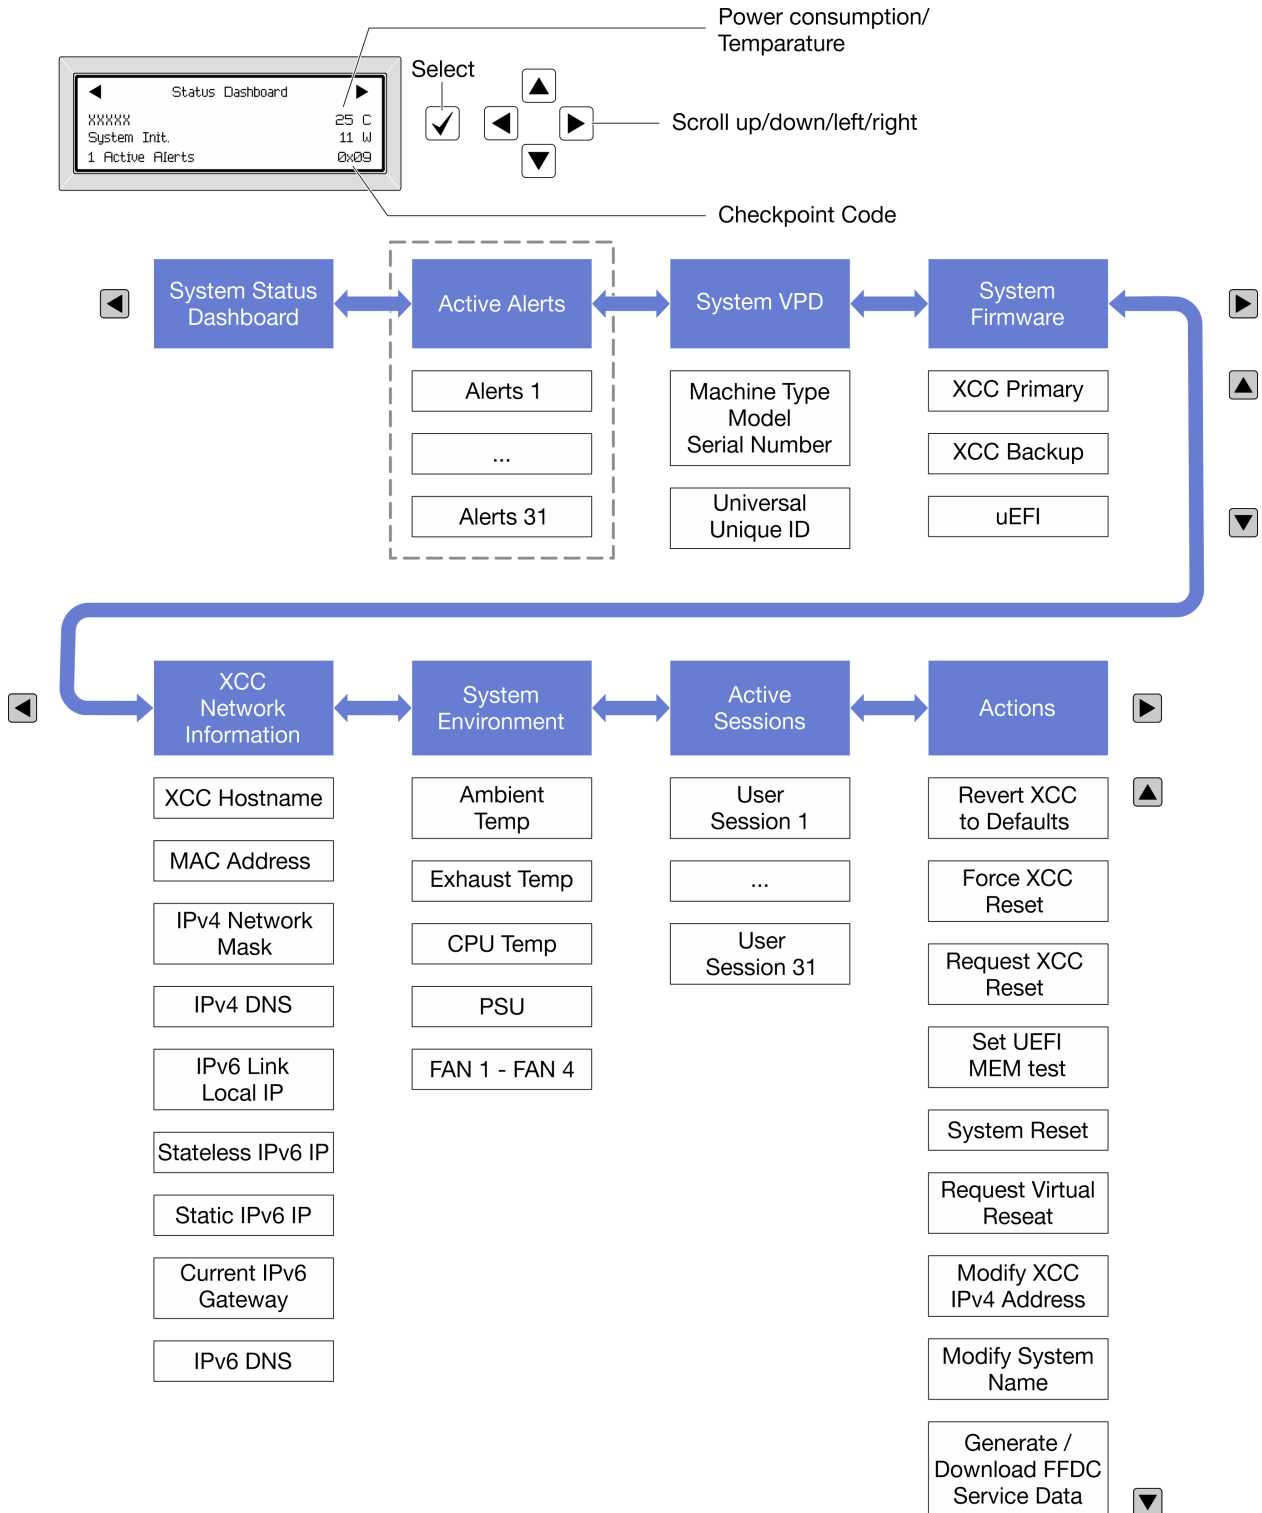 Power consumption/
Temparature
Select
Status Dashboard
XXXXX 25 C
System Init. 11 W
1 Active Alerts 0x09
Scroll up/down/left/right
Checkpoint Code
System Status
Dashboard
Active Alerts
System VPD
System
Firmware
Alerts 1
...
Alerts 31
Machine Type
Model
Serial Number
Universal
Unique ID
XCC Primary
XCC Backup
uEFI
XCC
Network
Information
System
Environment
Active
Sessions
Actions
XCC Hostname
MAC Address
IPv4 Network
Mask
IPv4 DNS
IPv6 Link
Local IP
Stateless IPv6 IP
Static IPv6 IP
Current IPv6
Gateway
IPv6 DNS
Ambient
Temp
Exhaust Temp
CPU Temp
PSU
FAN 1 - FAN 4
User
Session 1
...
User
Session 31
Revert XCC
to Defaults
Force XCC
Reset
Request XCC
Reset
Set UEFI
MEM test
System Reset
Request Virtual
Reseat
Modify XCC
IPv4 Address
Modify System
Name
Generate /
Download FFDC
Service Data